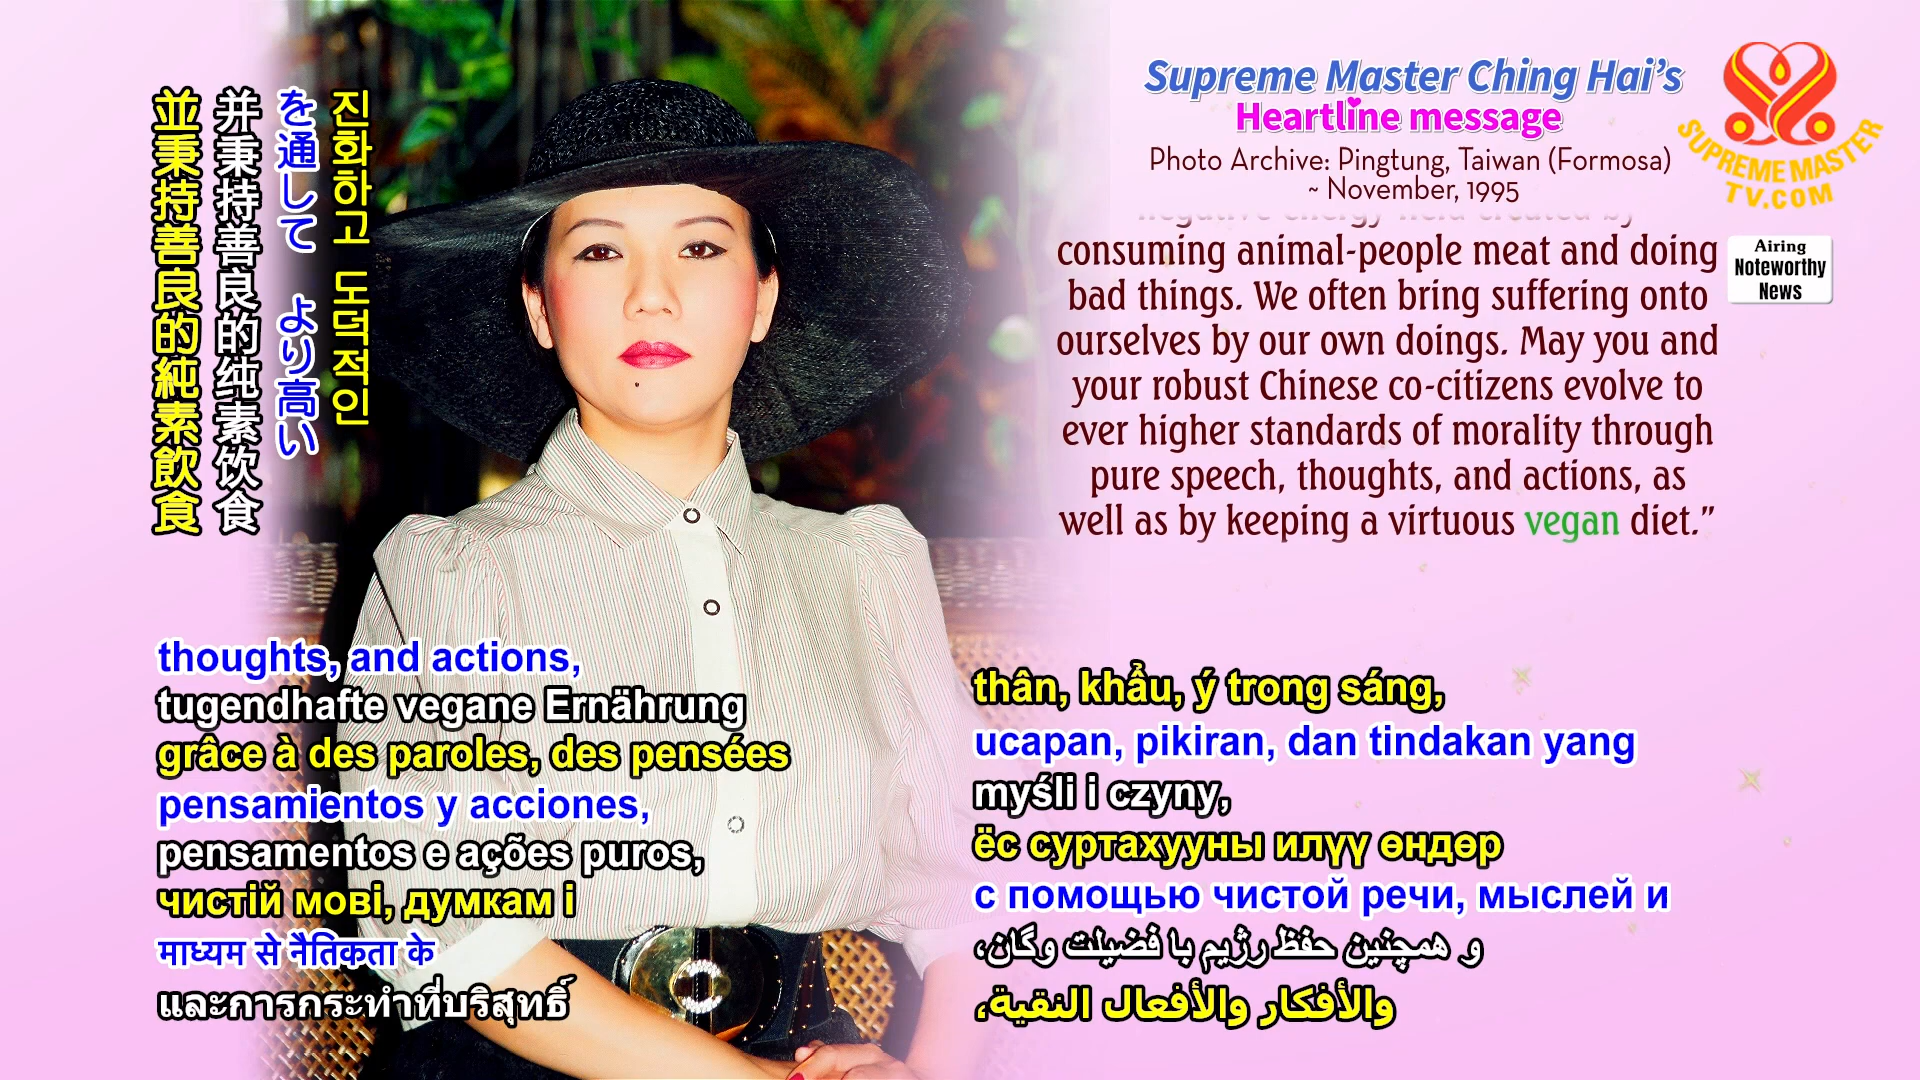 Supreme Master Ching Hai's
Heartline message
Photo Archive: Pingtung, Taiwan (Formosa)
~ November, 1995
SUPREME MASTER
TV.COM
Airing
Noteworthy
News
negative energy field created by
consuming animal-people meat and doing
bad things. We often bring suffering onto
ourselves by our own doings. May you and
your robust Chinese co-citizens evolve to
ever higher standards of morality through
pure speech, thoughts, and actions, as
well as by keeping a virtuous vegan diet.”
並秉持善良的純素飲食
并秉持善良的纯素饮食
を通して より高い
진화하고 도덕적인
thoughts, and actions,
tugendhafte vegane Ernährung
grâce à des paroles, des pensées
pensamientos y acciones,
pensamentos e ações puros,
чистій мові, думкам і
माध्यम से नैतिकता के
และการกระทำที่บริสุทธิ์
thân, khẩu, ý trong sáng,
ucapan, pikiran, dan tindakan yang
myśli i czyny,
ёс суртахууны илүү өндөр
с помощью чистой речи, мыслей и
و همچنین حفظ رژیم با فضیلت وگان،
والأفكار والأفعال النقية،